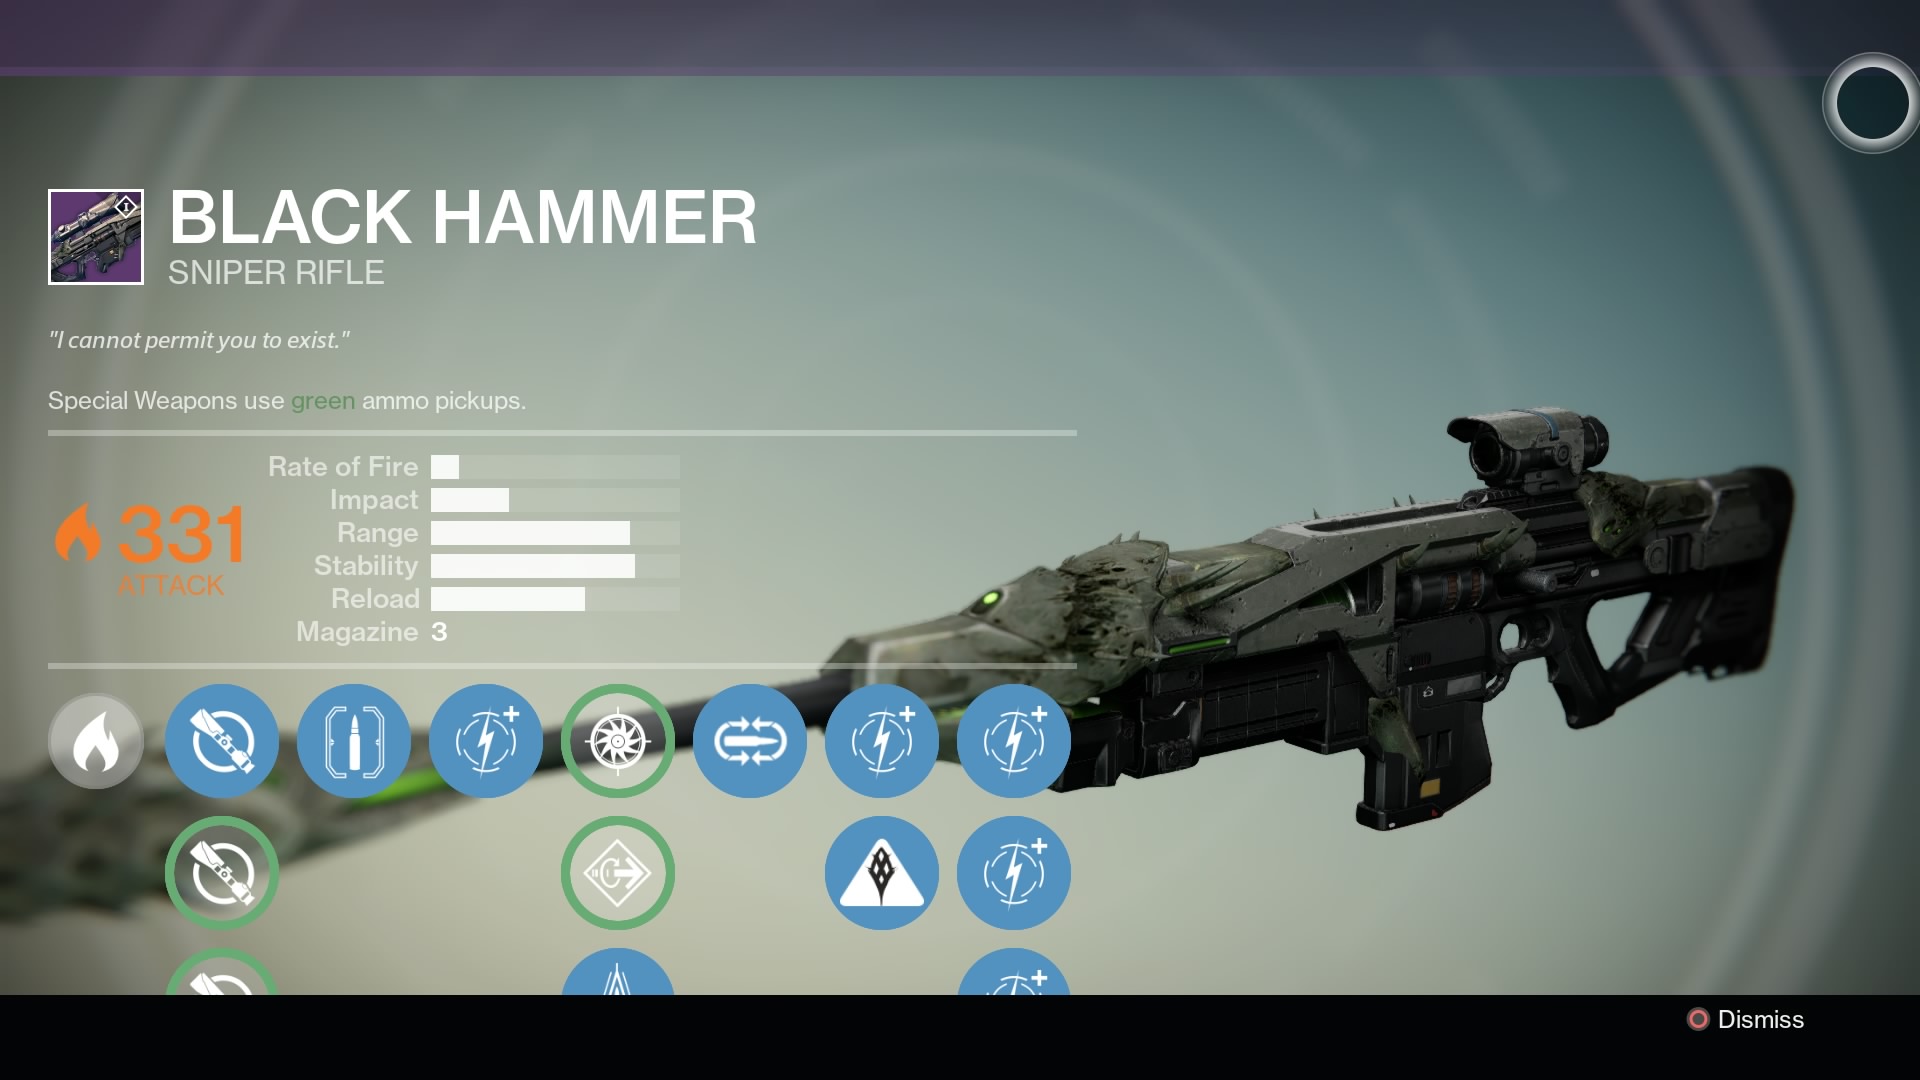 BLACK HAMMER
SNIPER RIFLE
"I cannot permit you to exist."
Special Weapons use green ammo pickups.
331
ATTACK
Rate of Fire
Impact
Range
Stability
Reload
Magazine 3
Dismiss